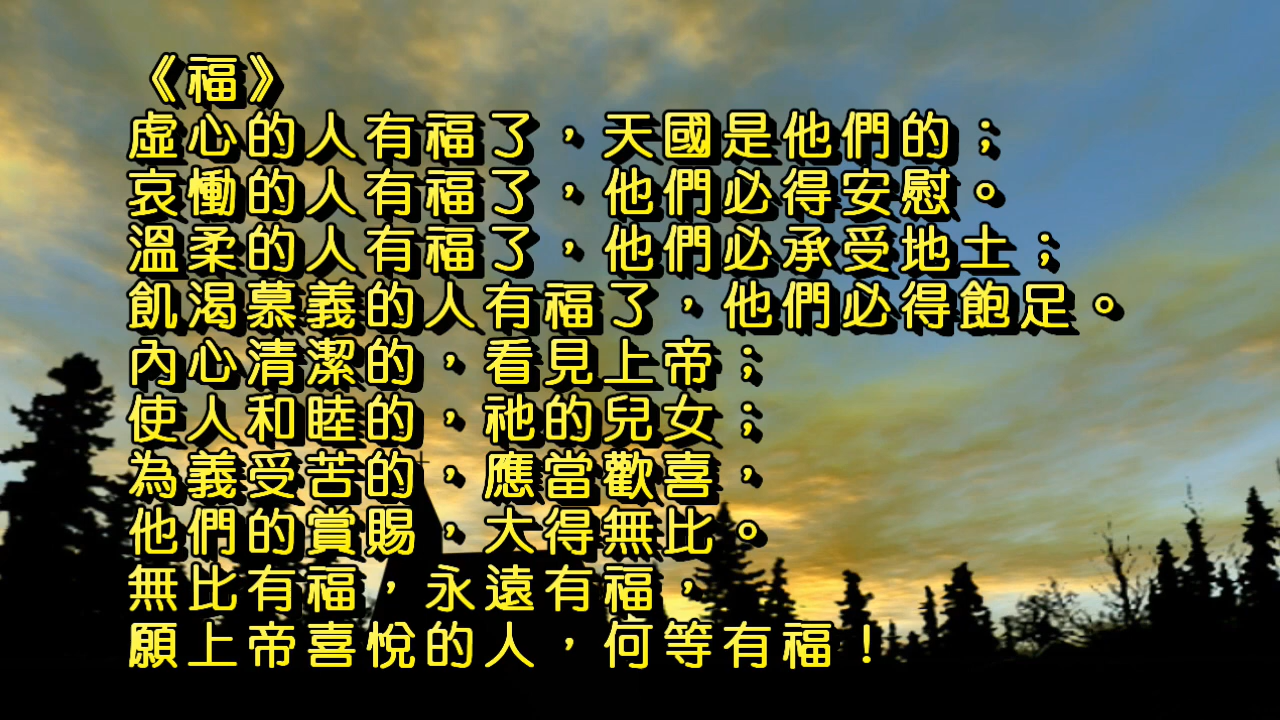 《福》
虛心的人有福了，天國是他們的；
哀慟的人有福了，他們必得安慰。
溫柔的人有福了，他們必承受地土；
飢渴慕義的人有福了，他們必得飽足。
內心清潔的，看見上帝；
使人和睦的，祂的兒女；
為義受苦的，應當歡喜，
他們的賞賜，大得無比。
無比有福，永遠有福，
願上帝喜悅的人，何等有福！